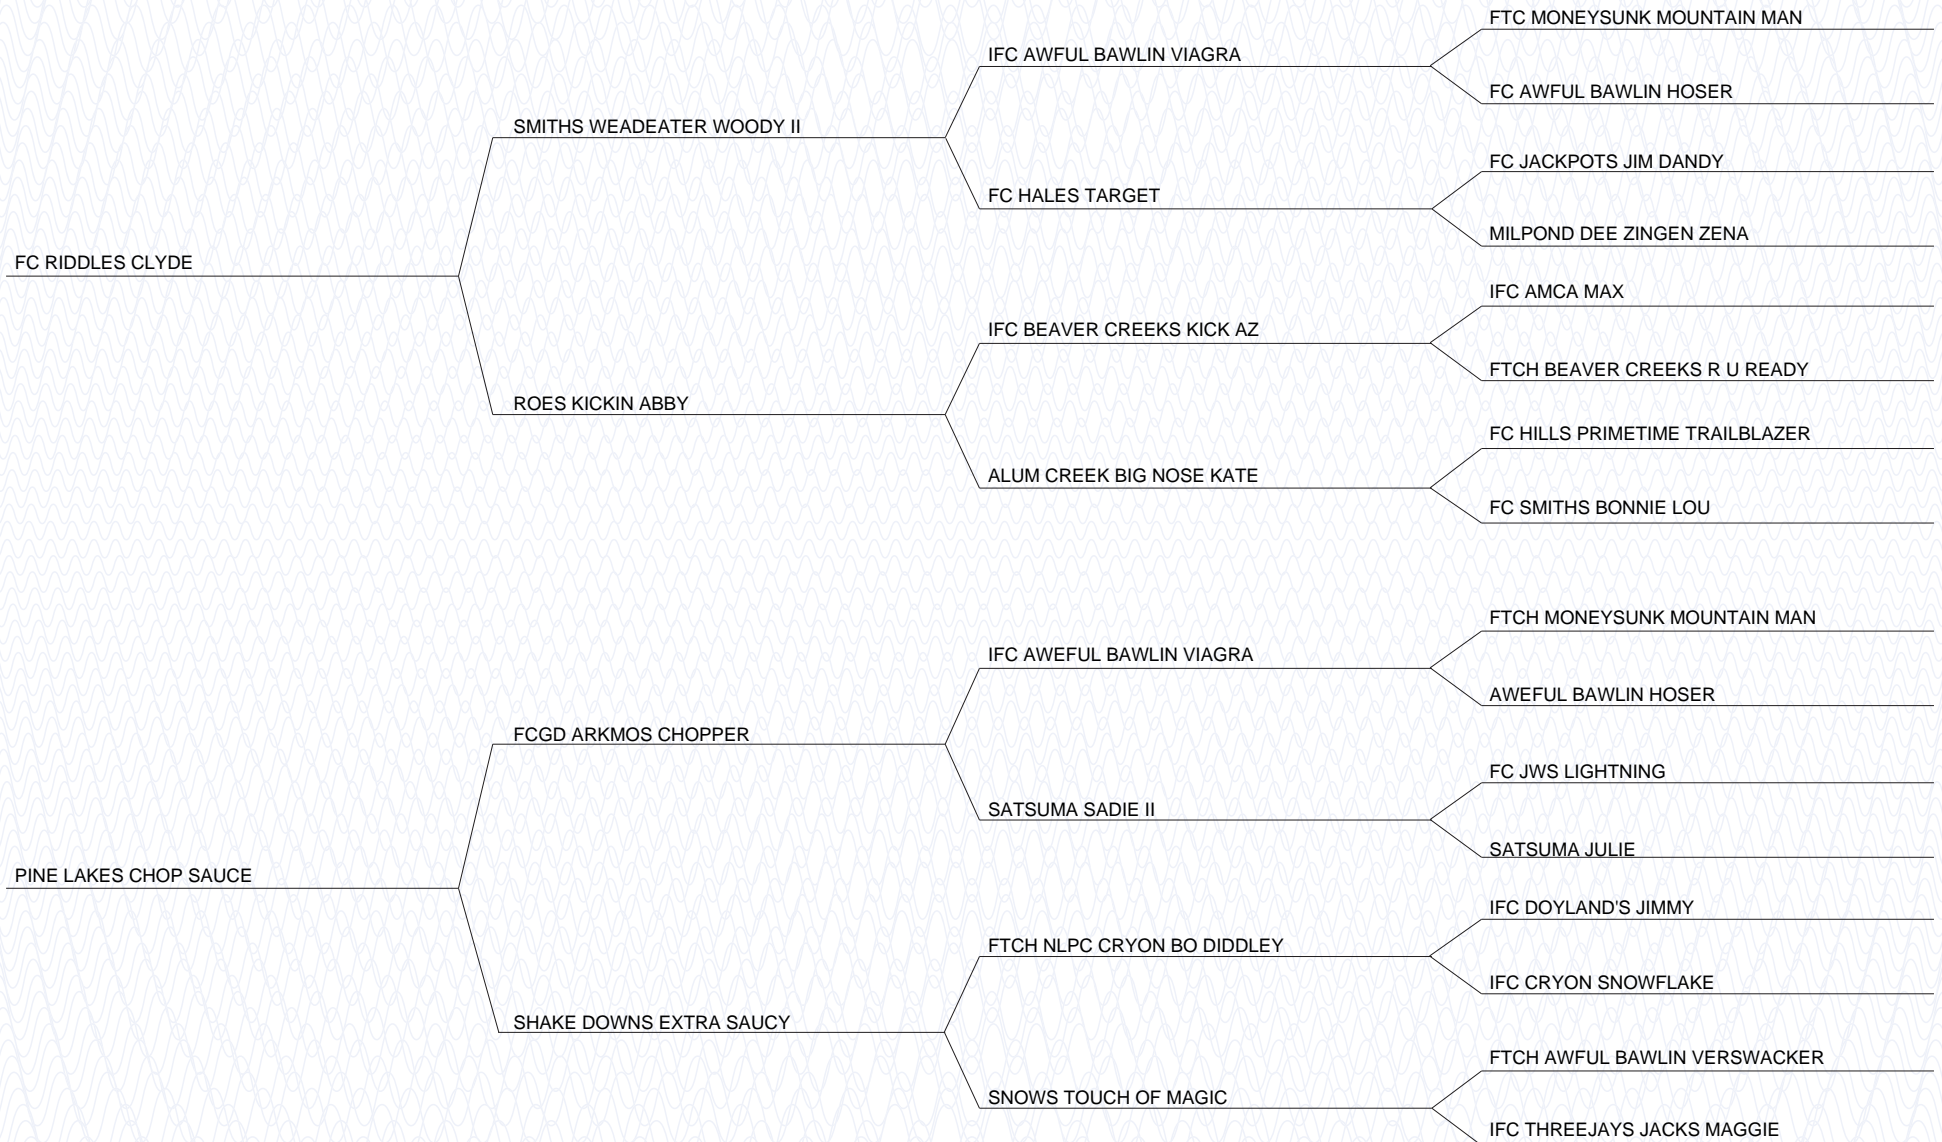 FTC MONEYSUNK MOUNTAIN MAN
IFC AWFUL BAWLIN VIAGRA
FC AWFUL BAWLIN HOSER
SMITHS WEADEATER WOODY II
FC JACKPOTS JIM DANDY
FC HALES TARGET
MILPOND DEE ZINGEN ZENA
FC RIDDLES CLYDE
IFC AMCA MAX
IFC BEAVER CREEKS KICK AZ
FTCH BEAVER CREEKS R U READY
ROES KICKIN ABBY
FC HILLS PRIMETIME TRAILBLAZER
ALUM CREEK BIG NOSE KATE
FC SMITHS BONNIE LOU
FTCH MONEYSUNK MOUNTAIN MAN
IFC AWEFUL BAWLIN VIAGRA
AWEFUL BAWLIN HOSER
FCGD ARKMOS CHOPPER
FC JWS LIGHTNING
SATSUMA SADIE II
SATSUMA JULIE
PINE LAKES CHOP SAUCE
IFC DOYLAND'S JIMMY
FTCH NLPC CRYON BO DIDDLEY
IFC CRYON SNOWFLAKE
SHAKE DOWNS EXTRA SAUCY
FTCH AWFUL BAWLIN VERSWACKER
SNOWS TOUCH OF MAGIC
IFC THREEJAYS JACKS MAGGIE